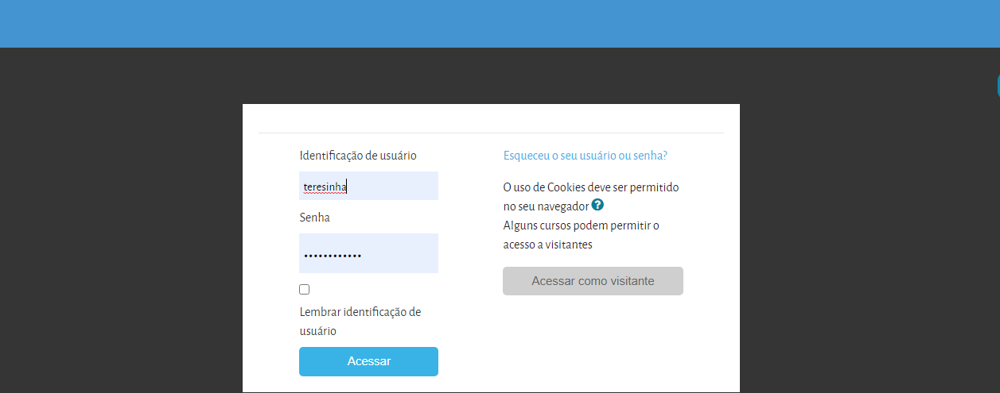 Identificação de usuário
teresinha
Senha
••••••••••••
Lembrar identificação de
usuário
Acessar
Esqueceu o seu usuário ou senha?
O uso de Cookies deve ser permitido
no seu navegador ?
Alguns cursos podem permitir o
acesso a visitantes
Acessar como visitante